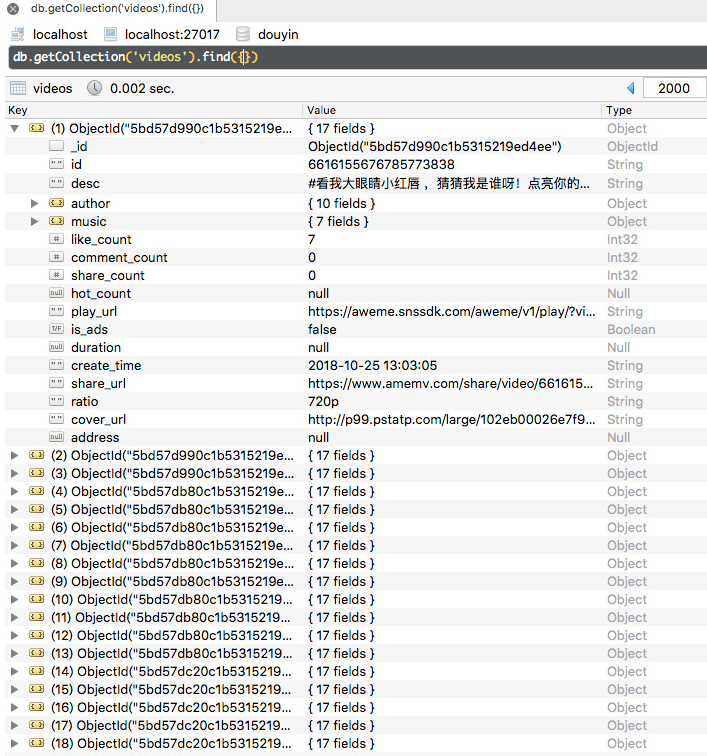 db.getCollection('videos').find({})
localhost localhost:27017 douyin
db.getCollection('videos').find({})
videos 0.002 sec. 2000
Key Value Type
(1) ObjectId("5bd57d990c1b5315219e... { 17 fields } Object
_id ObjectId("5bd57d990c1b5315219ed4ee") ObjectId
"" id 6616155676785773838 String
"" desc #看我大眼睛小红唇 ，猜猜我是谁呀！点亮你的... String
author { 10 fields } Object
music { 7 fields } Object
# like_count 7 Int32
# comment_count 0 Int32
# share_count 0 Int32
null hot_count null Null
"" play_url https://aweme.snssdk.com/aweme/v1/play/?vi... String
T/F is_ads false Boolean
null duration null Null
"" create_time 2018-10-25 13:03:05 String
"" share_url https://www.amemv.com/share/video/661615... String
"" ratio 720p String
"" cover_url http://p99.pstatp.com/large/102eb00026e7f9... String
null address null Null
(2) ObjectId("5bd57d990c1b5315219e... { 17 fields } Object
(3) ObjectId("5bd57d990c1b5315219e... { 17 fields } Object
(4) ObjectId("5bd57db80c1b5315219e... { 17 fields } Object
(5) ObjectId("5bd57db80c1b5315219e... { 17 fields } Object
(6) ObjectId("5bd57db80c1b5315219e... { 17 fields } Object
(7) ObjectId("5bd57db80c1b5315219e... { 17 fields } Object
(8) ObjectId("5bd57db80c1b5315219e... { 17 fields } Object
(9) ObjectId("5bd57db80c1b5315219e... { 17 fields } Object
(10) ObjectId("5bd57db80c1b5315219... { 17 fields } Object
(11) ObjectId("5bd57db80c1b5315219... { 17 fields } Object
(12) ObjectId("5bd57db80c1b5315219... { 17 fields } Object
(13) ObjectId("5bd57db80c1b5315219... { 17 fields } Object
(14) ObjectId("5bd57dc20c1b5315219... { 17 fields } Object
(15) ObjectId("5bd57dc20c1b5315219... { 17 fields } Object
(16) ObjectId("5bd57dc20c1b5315219... { 17 fields } Object
(17) ObjectId("5bd57dc20c1b5315219... { 17 fields } Object
(18) ObjectId("5bd57dc20c1b5315219... { 17 fields } Object